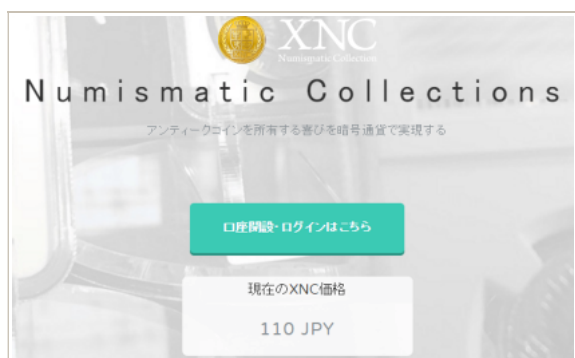 XNC
Numismatic Collection
Numismatic Collections
アンティークコインを所有する喜びを暗号通貨で実現する
口座開設・ログインはこちら
現在のXNC価格
110 JPY